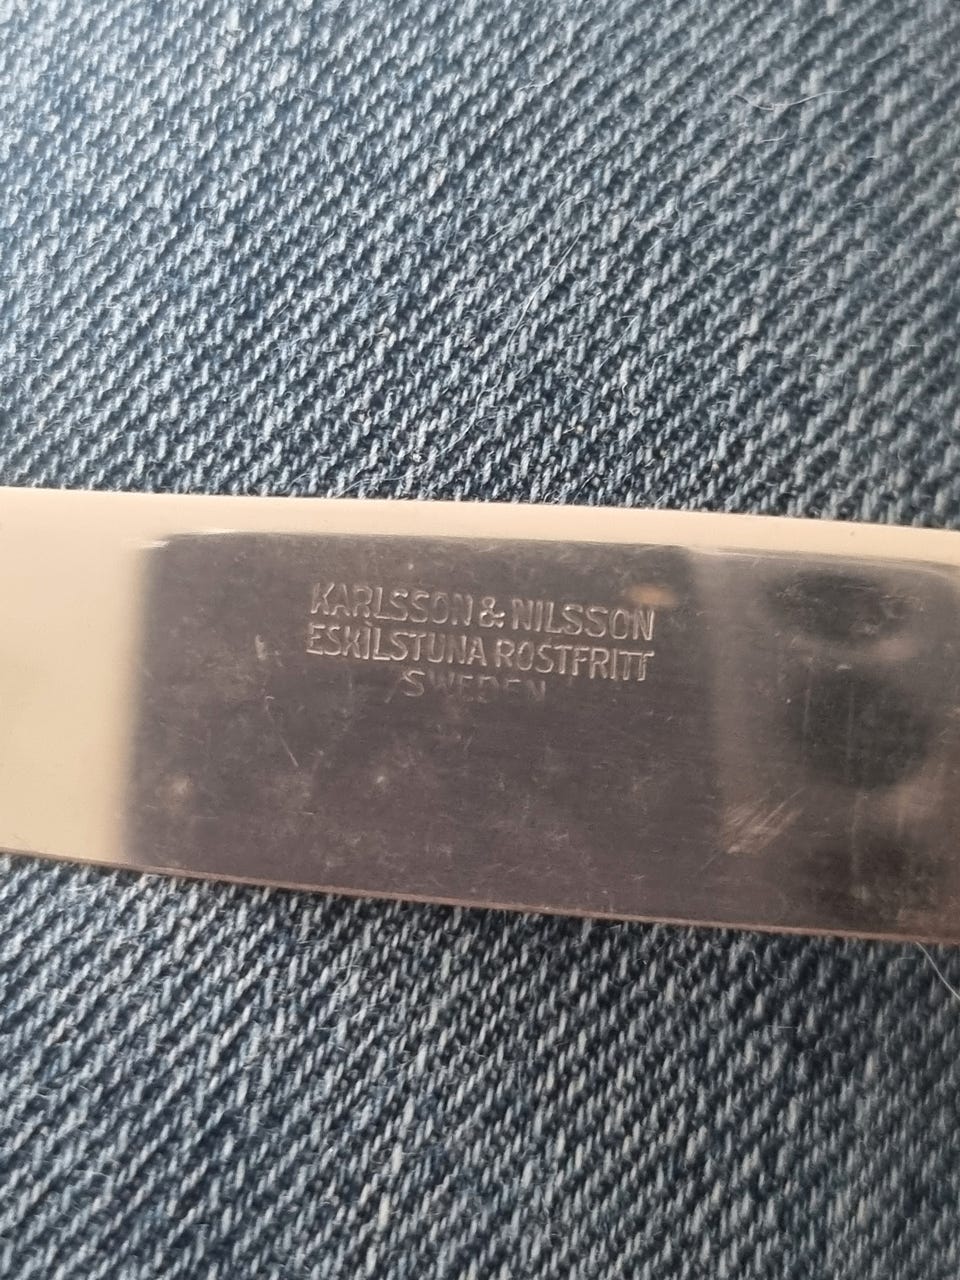 KARLSSON & NILSSON
ESKILSTUNA ROSTFRITT
SWEDEN